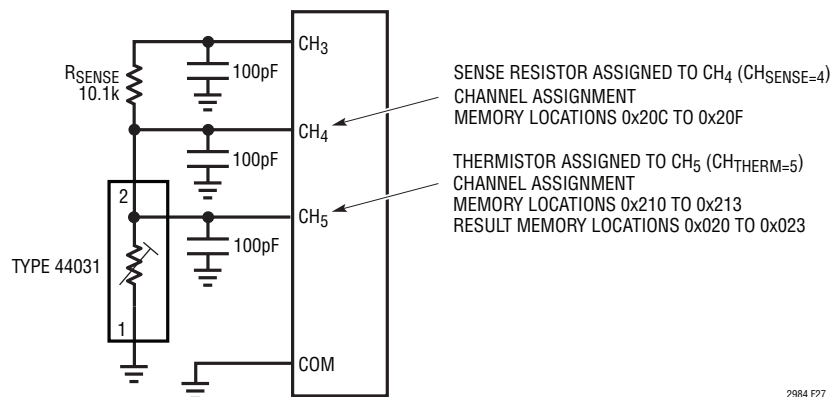 CH3
RSENSE
10.1k
100pF
SENSE RESISTOR ASSIGNED TO CH4 (CHSENSE=4)
CHANNEL ASSIGNMENT
MEMORY LOCATIONS 0x20C TO 0x20F
CH4
100pF
THERMISTOR ASSIGNED TO CH5 (CHTHERM=5)
CHANNEL ASSIGNMENT
MEMORY LOCATIONS 0x210 TO 0x213
RESULT MEMORY LOCATIONS 0x020 TO 0x023
2
CH5
100pF
TYPE 44031
1
COM
2984 F27